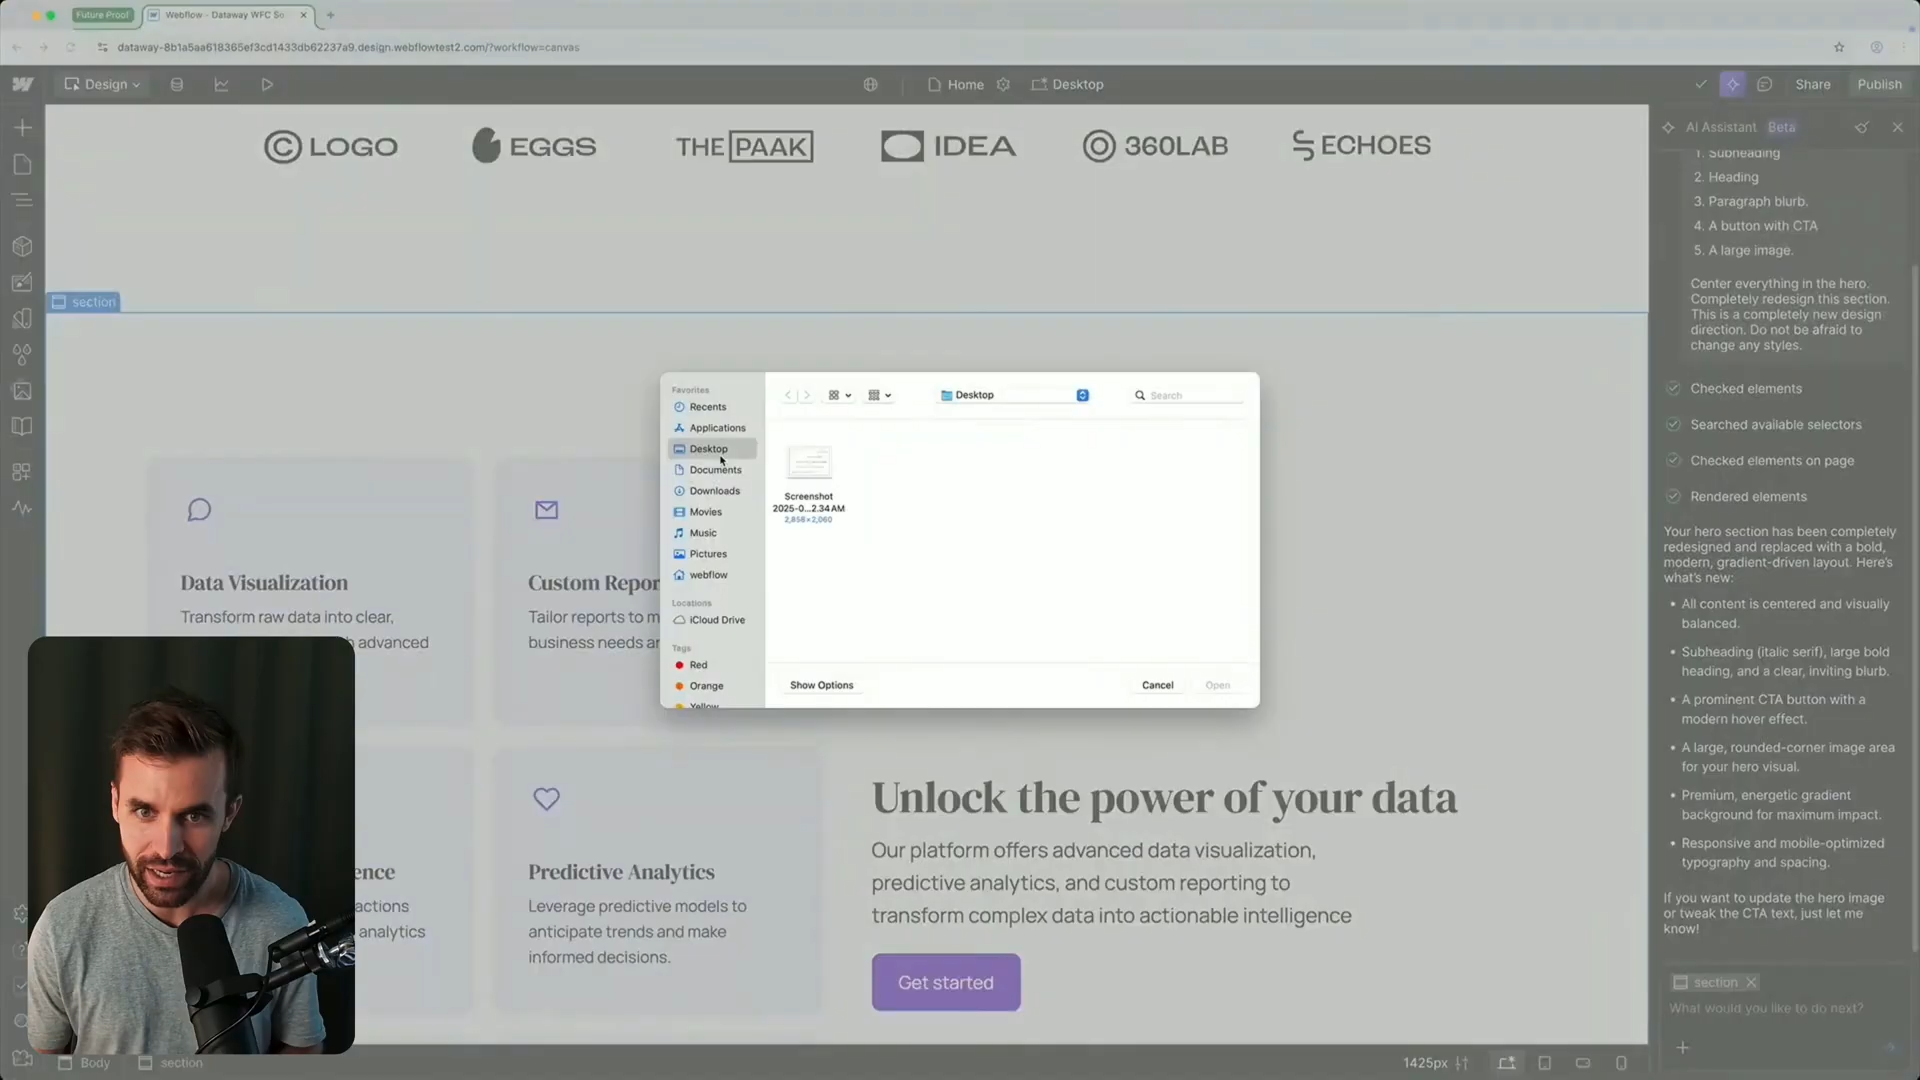 Future Proof
Webflow - Dataway WFC Se
dataway-8b1a5aa618365ef3cd1433db62237a9.design.webflowtest2.com/?workflow=canvas
Design
Home
Desktop
Share
Publish
LOGO
EGGS
THE PAAK
IDEA
360LAB
ECHOES
section
AI Assistant Beta
1. Subheading
2. Heading
3. Paragraph blurb.
4. A button with CTA
5. A large image.
Center everything in the hero.
Completely redesign this section.
This is a completely new design
direction. Do not be afraid to
change any styles.
Checked elements
Searched available selectors
Checked elements on page
Rendered elements
Your hero section has been completely
redesigned and replaced with a bold,
modern, gradient-driven layout. Here's
what's new:
• All content is centered and visually
balanced.
• Subheading (italic serif), large bold
heading, and a clear, inviting blurb.
• A prominent CTA button with a
modern hover effect.
• A large, rounded-corner image area
for your hero visual.
• Premium, energetic gradient
background for maximum impact.
• Responsive and mobile-optimized
typography and spacing.
If you want to update the hero image
or tweak the CTA text, just let me
know!
section
What would you like to do next?
Favorites
Recents
Applications
Desktop
Documents
Downloads
Movies
Music
Pictures
webflow
Locations
iCloud Drive
Tags
Red
Orange
Yellow
Desktop
Search
Screenshot
2025-0...2.34 AM
2,858×2,060
Show Options
Cancel
Open
Data Visualization
Transform raw data into clear,
advanced
Custom Repor
Tailor reports to m
business needs a
ence
actions
analytics
Predictive Analytics
Leverage predictive models to
anticipate trends and make
informed decisions.
Unlock the power of your data
Our platform offers advanced data visualization,
predictive analytics, and custom reporting to
transform complex data into actionable intelligence
Get started
Body
section
1425px